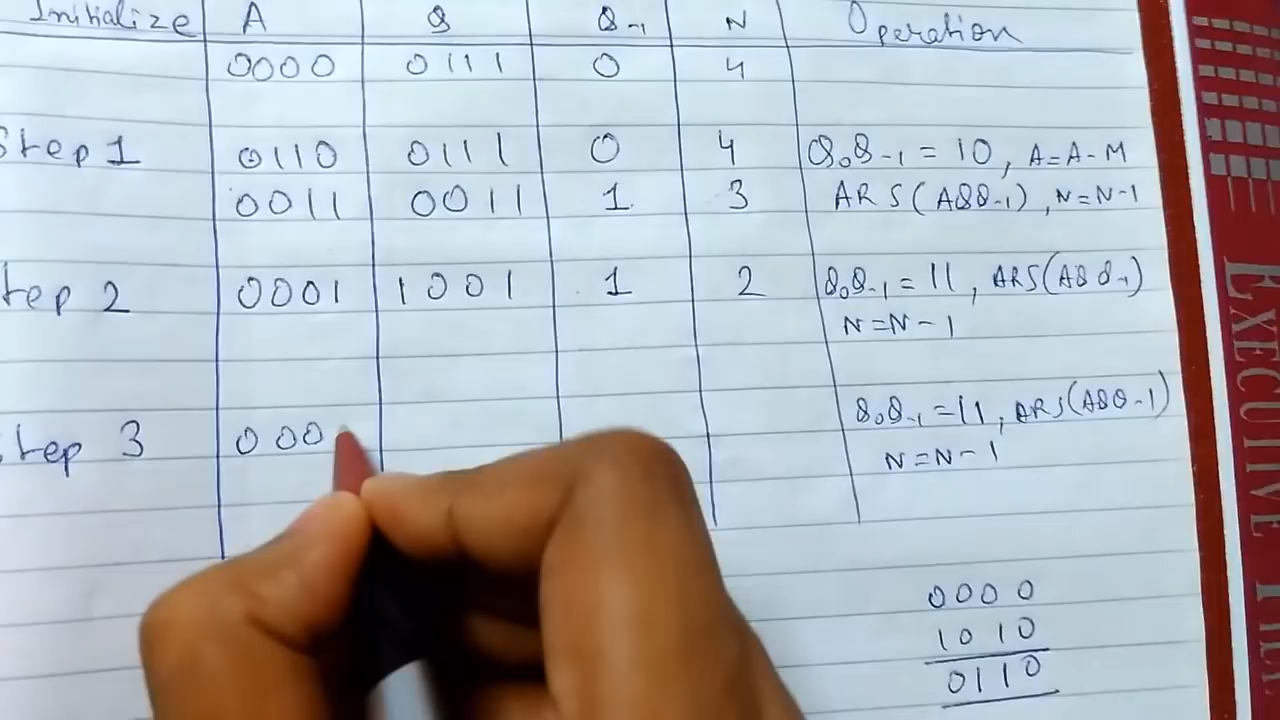 Initialize A Q Q-1 N Operation
0000 0111 0 4
Step 1 0110 0111 0 4 Q0Q-1 = 10, A=A-M
0011 0011 1 3 ARS(AQQ-1), N=N-1
tep 2 0001 1001 1 2 Q0Q-1 = 11, ARS(AQQ-1)
N=N-1
Q0Q-1 = 11, ARS(AQQ-1)
Step 3 000 N=N-1
0000
1010
0110
EXECUTIVE